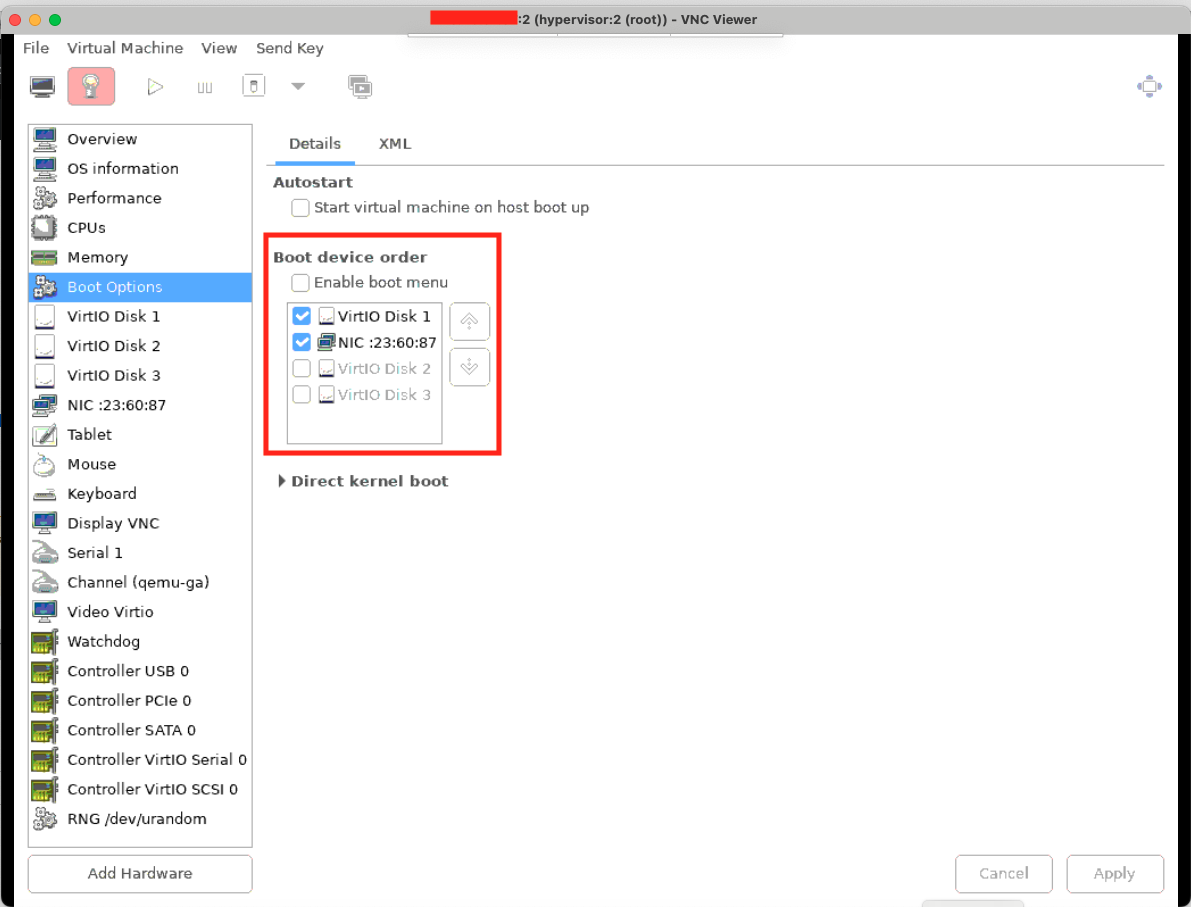 :2 (hypervisor:2 (root)) - VNC Viewer
File Virtual Machine View Send Key
Overview
OS information
Performance
CPUs
Memory
Boot Options
VirtIO Disk 1
VirtIO Disk 2
VirtIO Disk 3
NIC :23:60:87
Tablet
Mouse
Keyboard
Display VNC
Serial 1
Channel (qemu-ga)
Video Virtio
Watchdog
Controller USB 0
Controller PCIe 0
Controller SATA 0
Controller VirtIO Serial 0
Controller VirtIO SCSI 0
RNG /dev/urandom
Add Hardware
Details XML
Autostart
Start virtual machine on host boot up
Boot device order
Enable boot menu
VirtIO Disk 1
NIC :23:60:87
VirtIO Disk 2
VirtIO Disk 3
Direct kernel boot
Cancel Apply